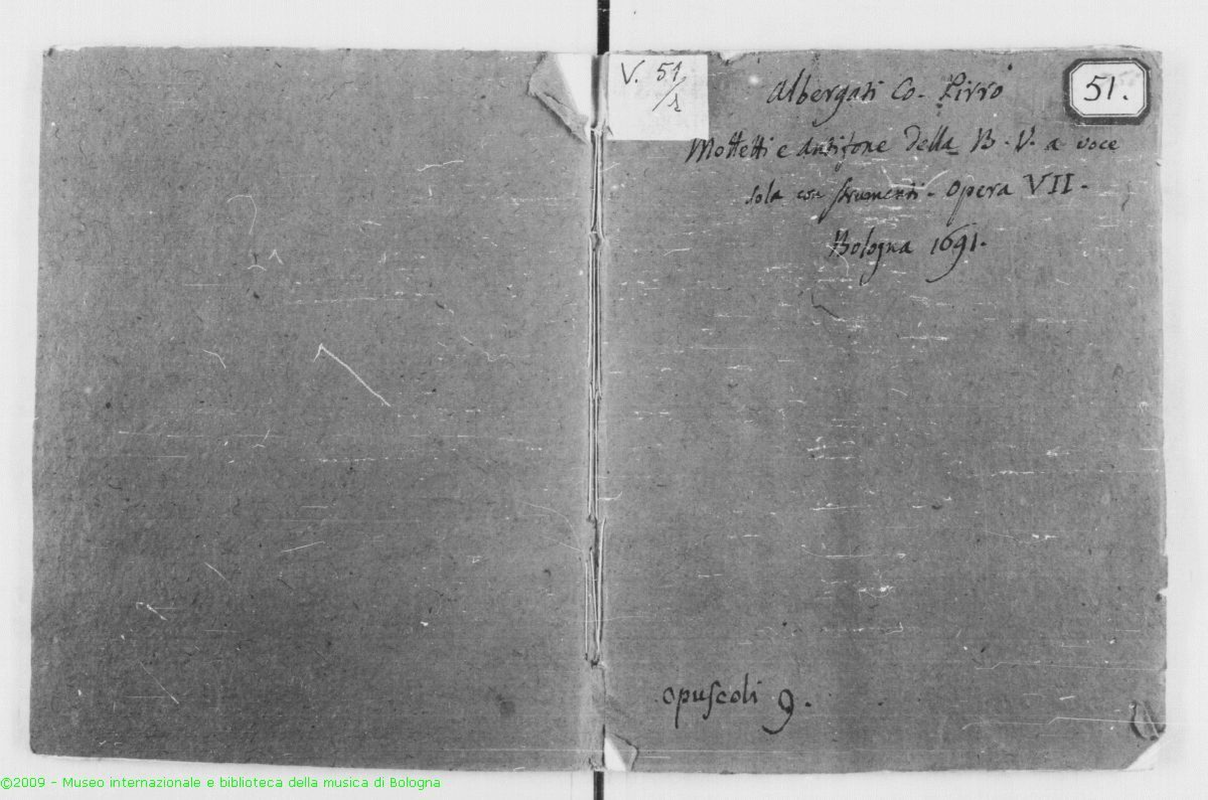 V. 51
/1
51.
Albergati Co. Pirro
Mottetti e antifone della B. V. a voce
sola con strumenti. Opera VII.
Bologna 1691.
opuscoli 9.
©2009 - Museo internazionale e biblioteca della musica di Bologna